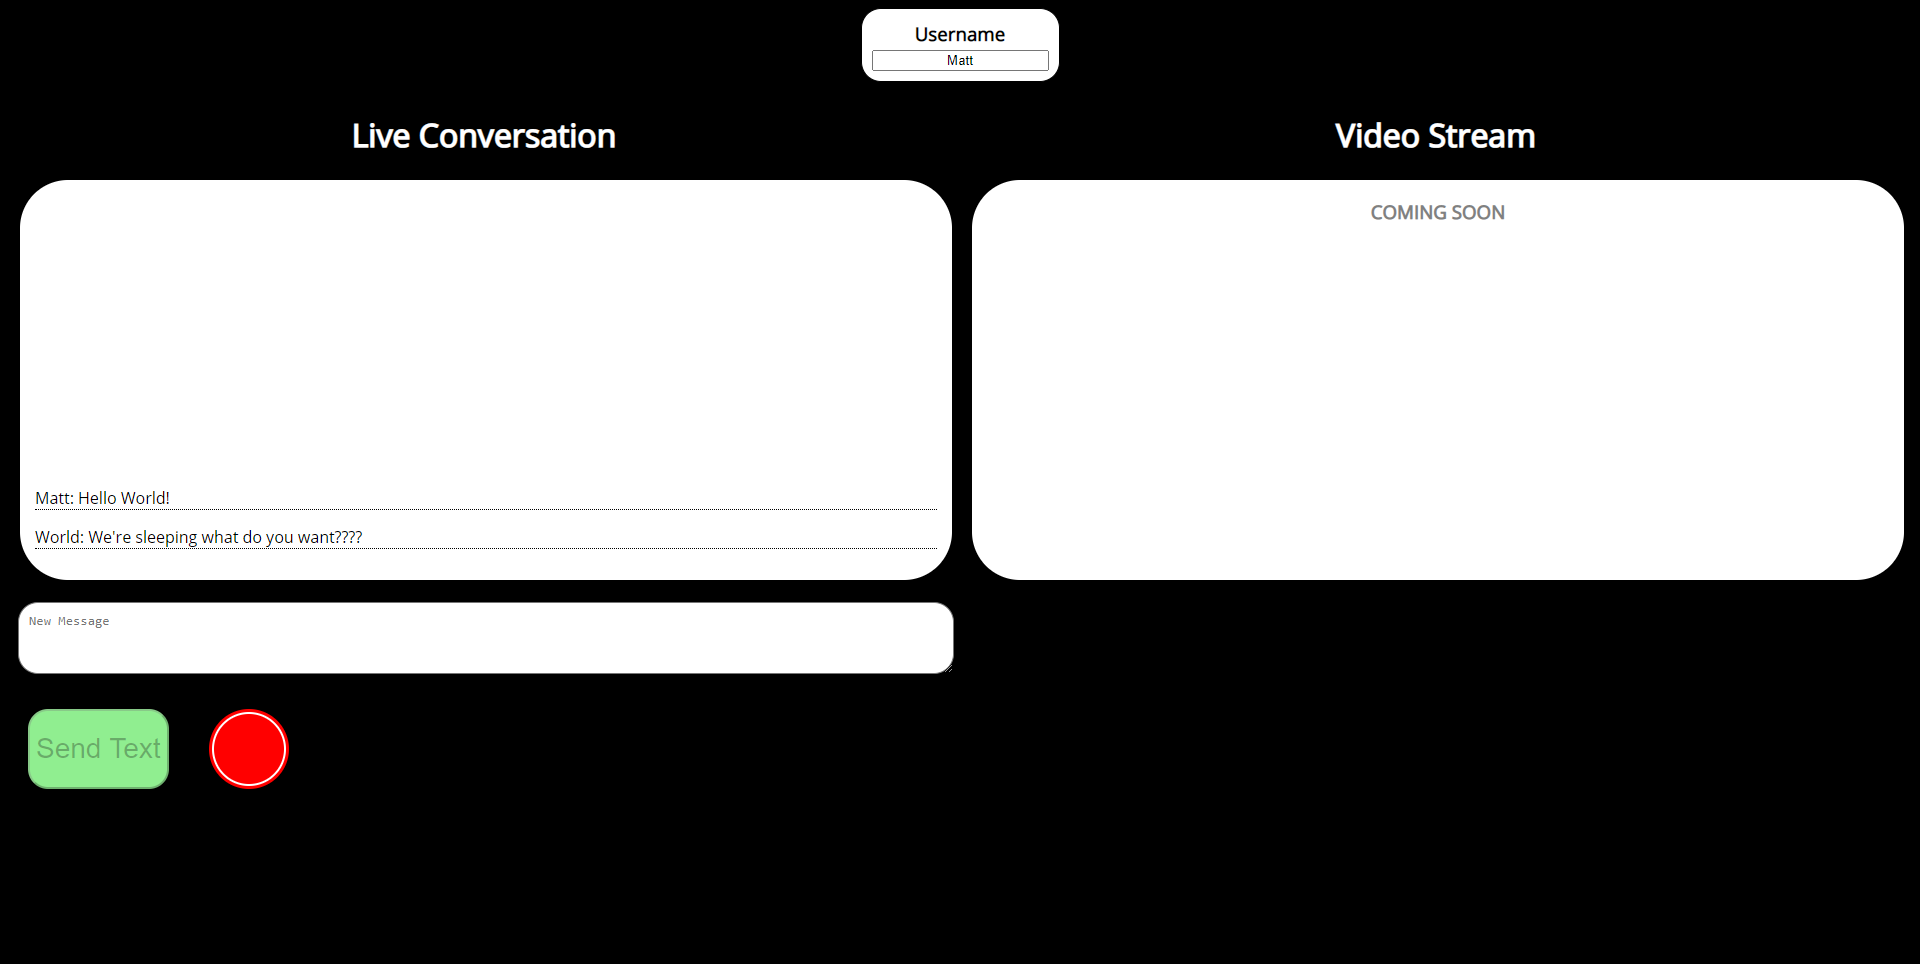 Username
Matt
Live Conversation
Video Stream
COMING SOON
Matt: Hello World!
World: We're sleeping what do you want????
New Message
Send Text